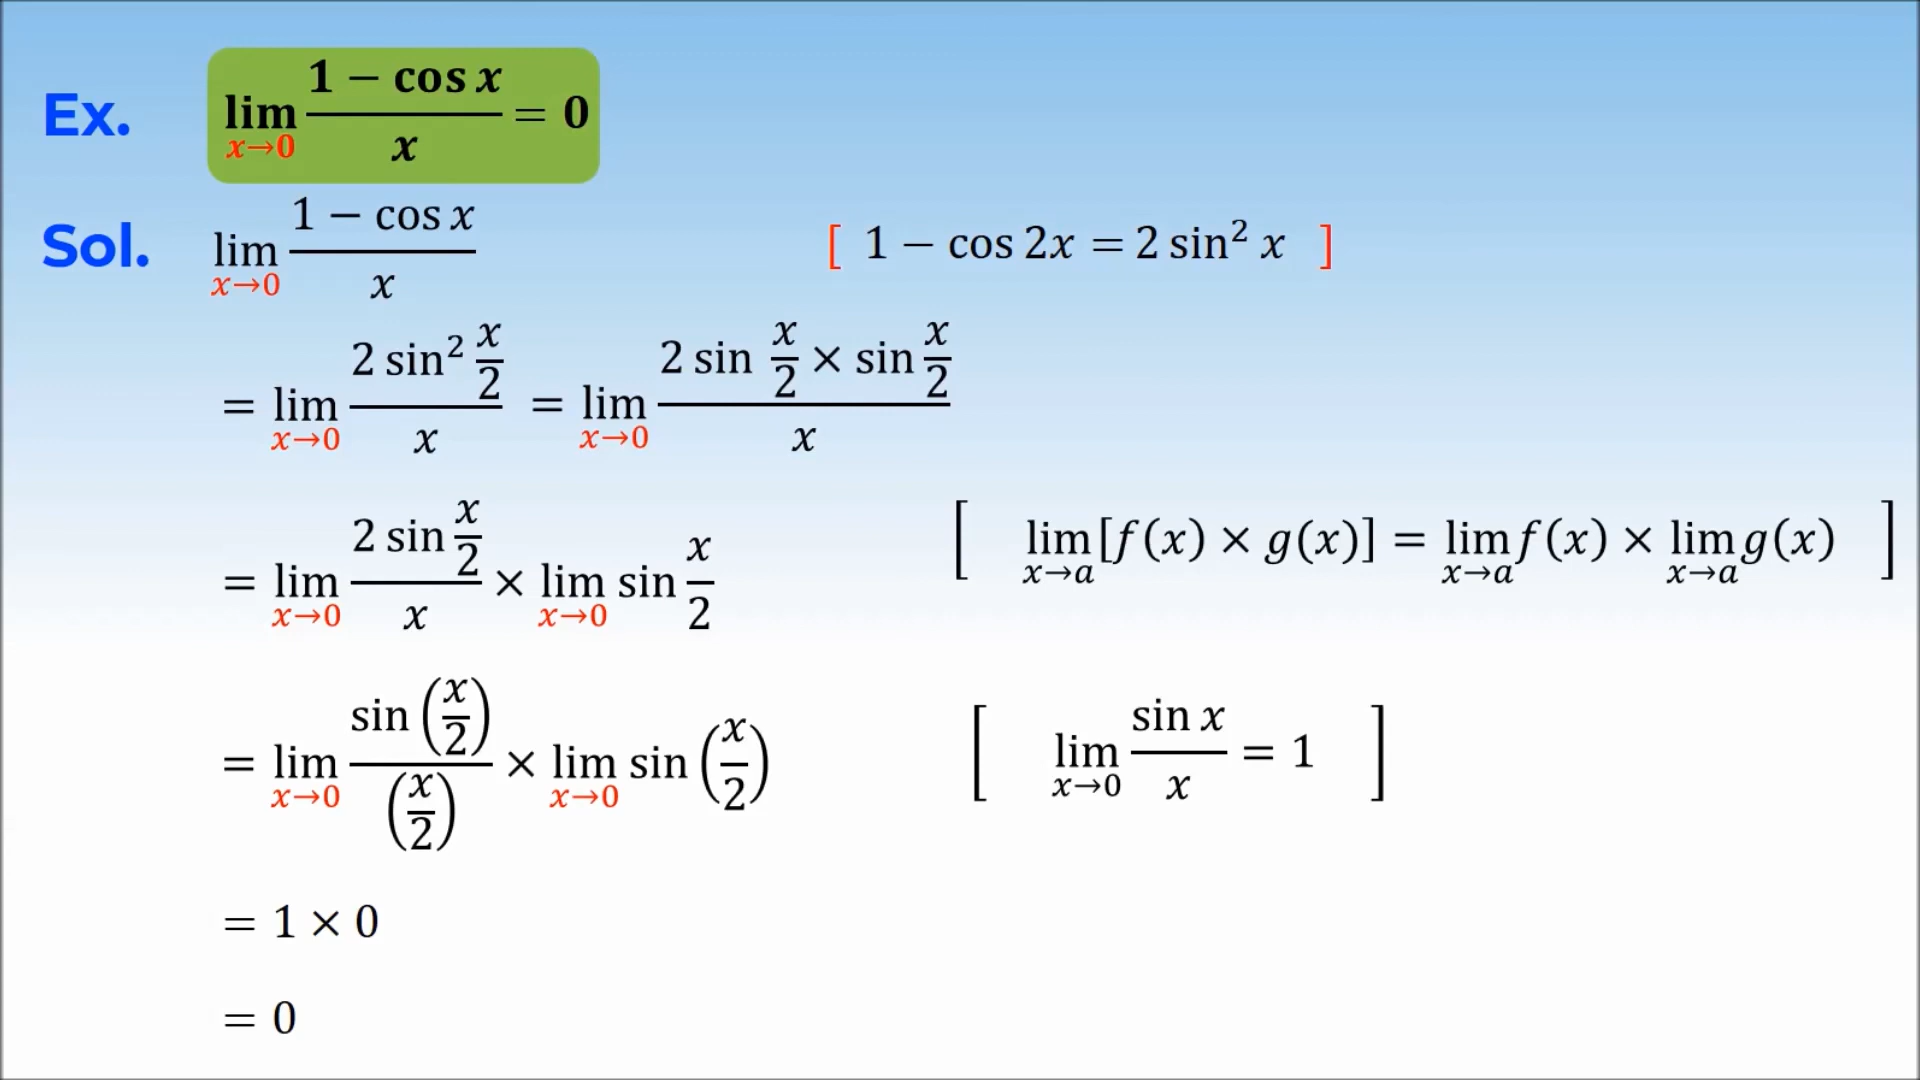 Ex. lim x→0 (1 − cos x)/x = 0
Sol. lim x→0 (1 − cos x)/x [ 1 − cos 2x = 2 sin² x ]
= lim x→0 (2 sin² x/2)/x = lim x→0 (2 sin x/2 × sin x/2)/x
= lim x→0 (2 sin x/2)/x × lim x→0 sin x/2 [ lim x→a [f(x) × g(x)] = lim x→a f(x) × lim x→a g(x) ]
= lim x→0 sin(x/2)/(x/2) × lim x→0 sin(x/2) [ lim x→0 sin x/x = 1 ]
= 1 × 0
= 0